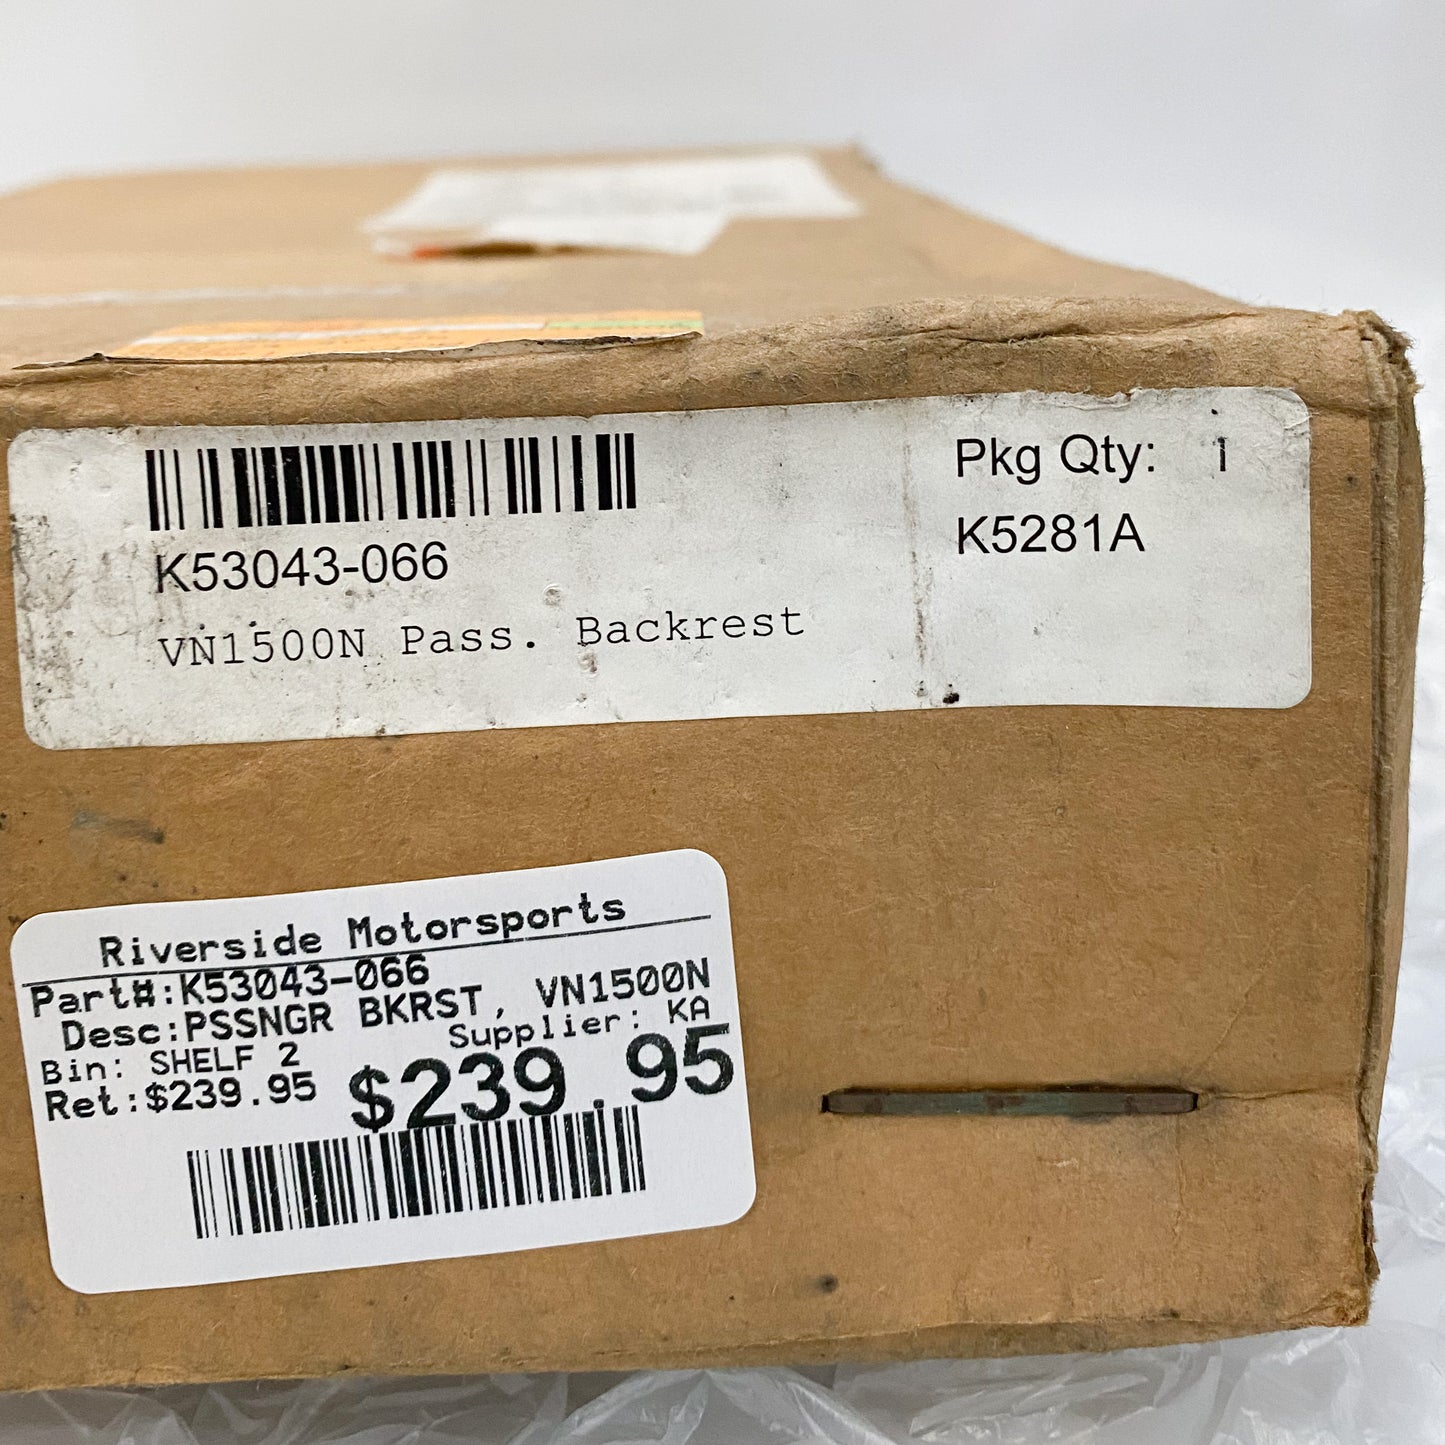 Pkg Qty: 1
K53043-066
K5281A
VN1500N Pass. Backrest
Riverside Motorsports
Part#:K53043-066
Desc:PSSNGR BKRST, VN1500N
Supplier: KA
Bin: SHELF 2
Ret:$239.95
$239.95